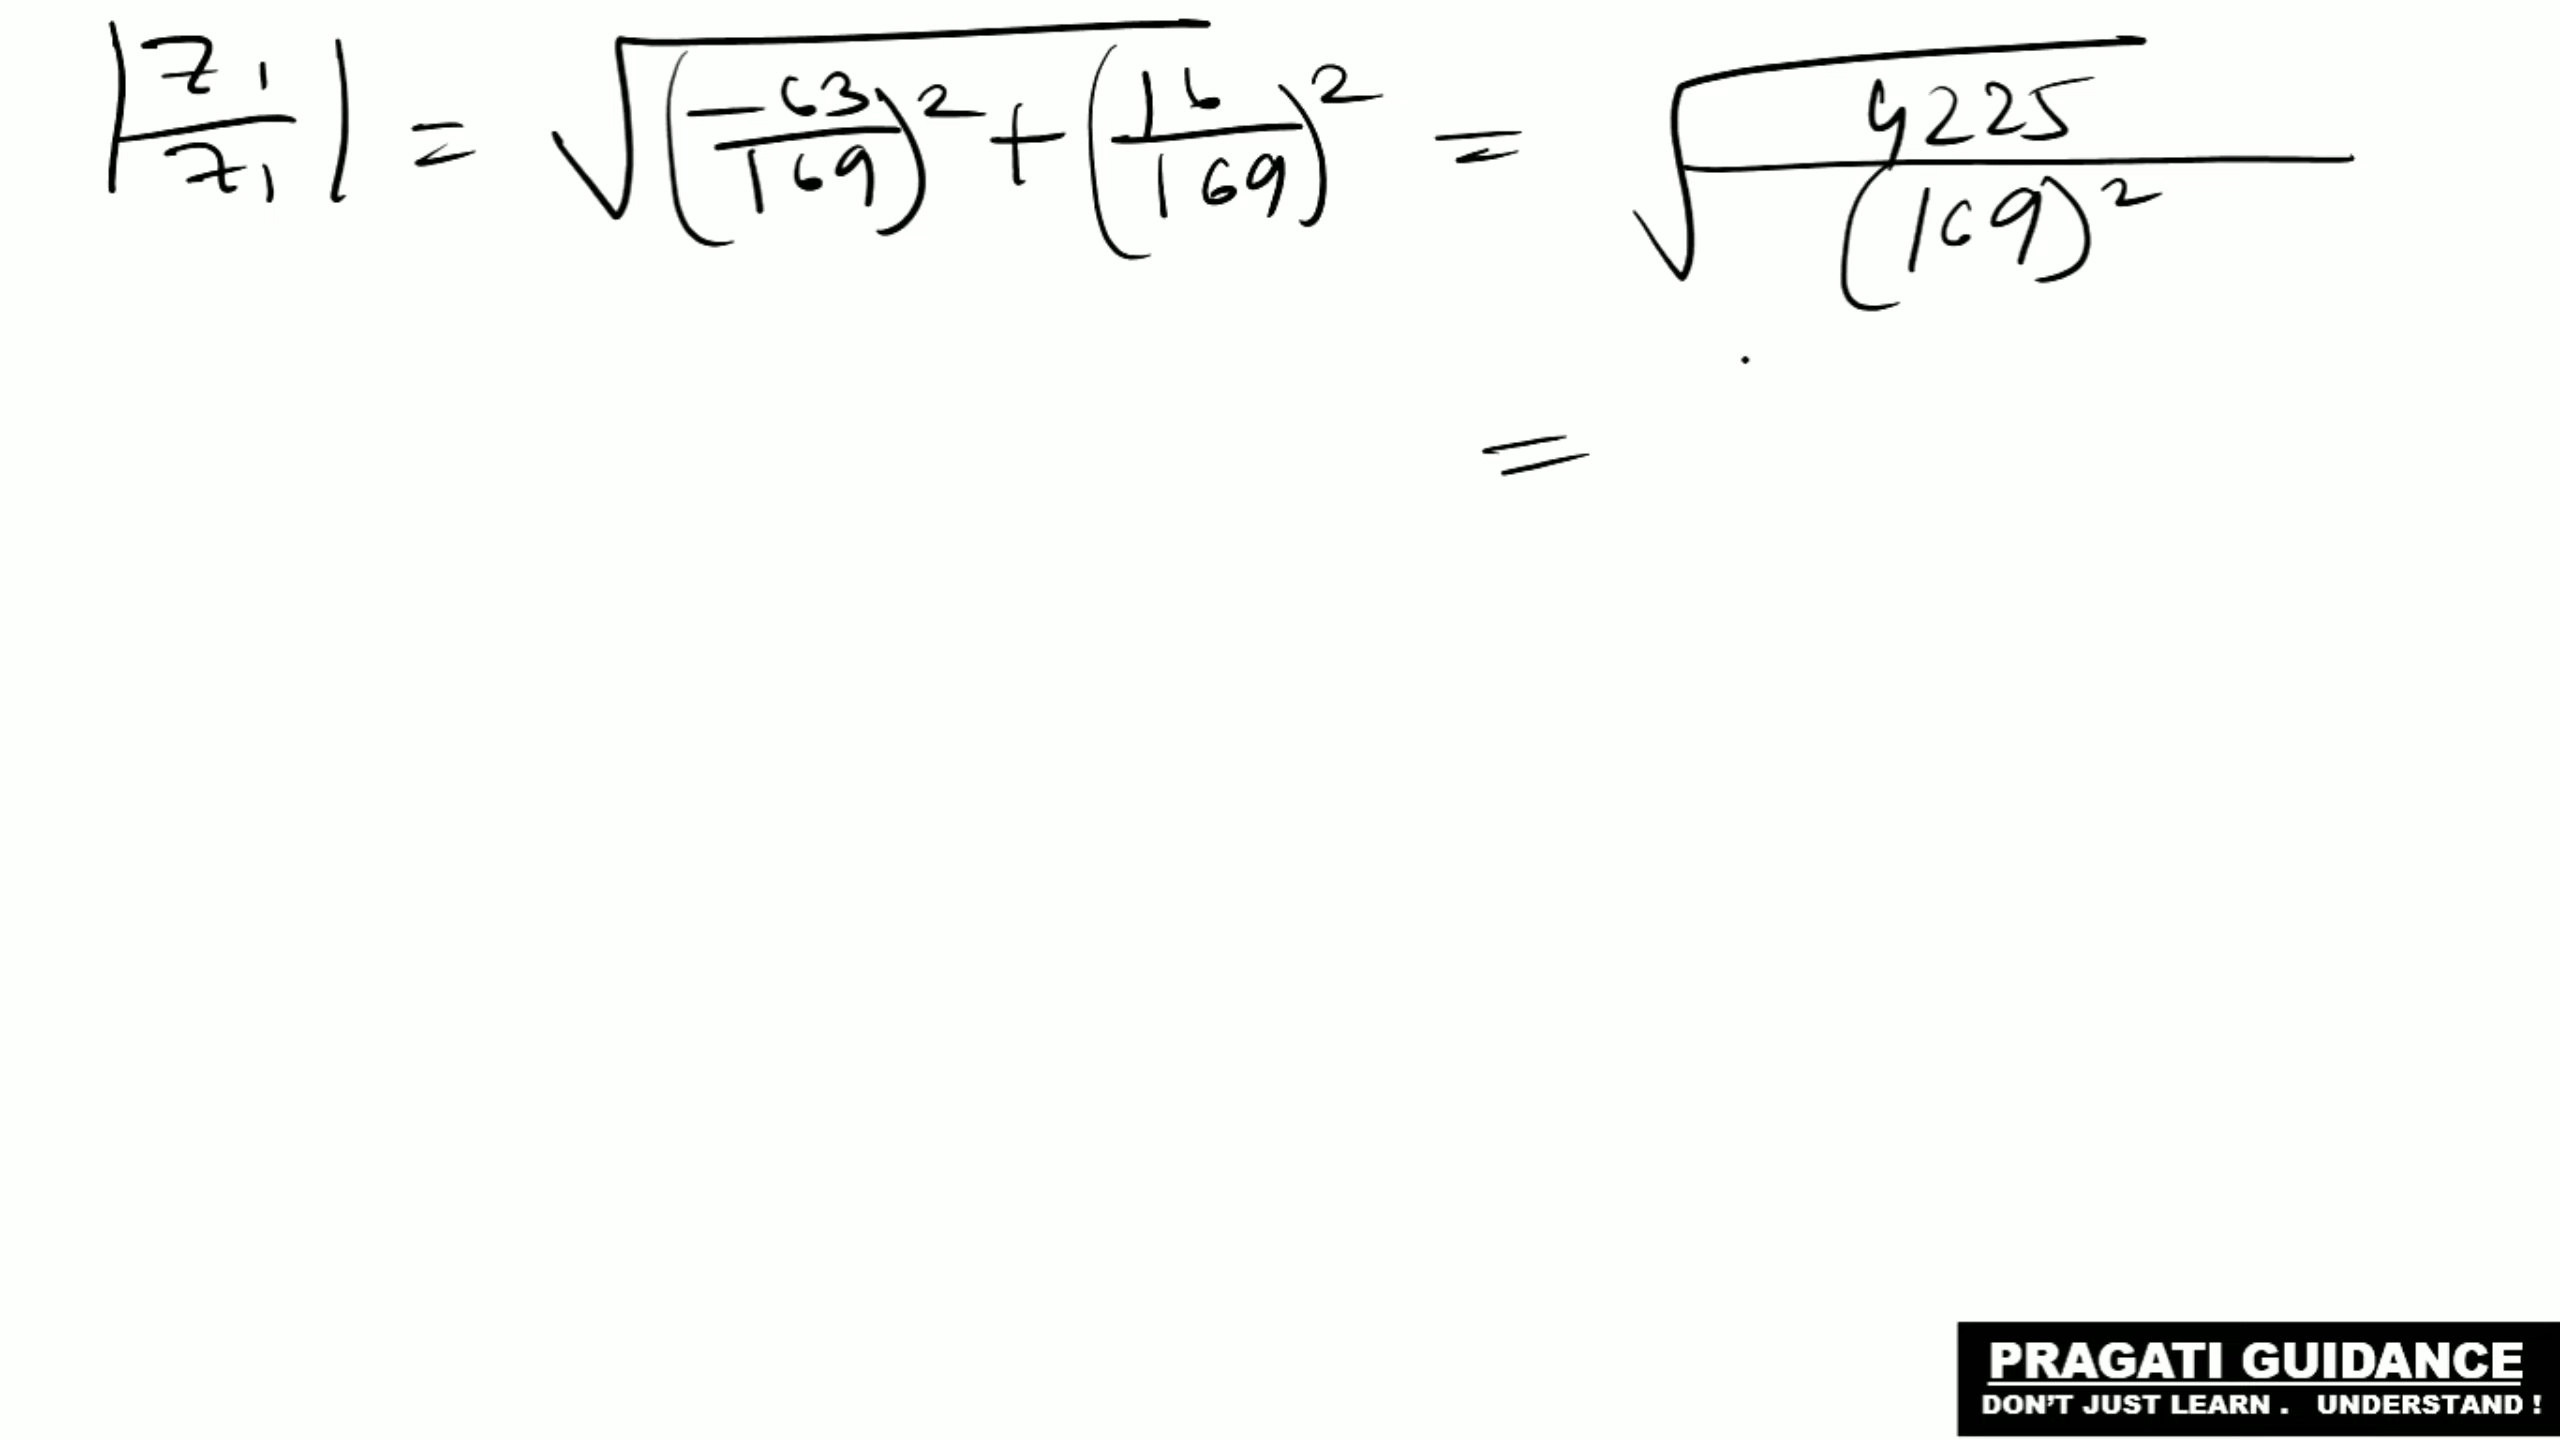 |z₁/z₁| = √((-63/169)² + (16/169)²) = √(4225/(169)²)
=
PRAGATI GUIDANCE
DON'T JUST LEARN. UNDERSTAND!